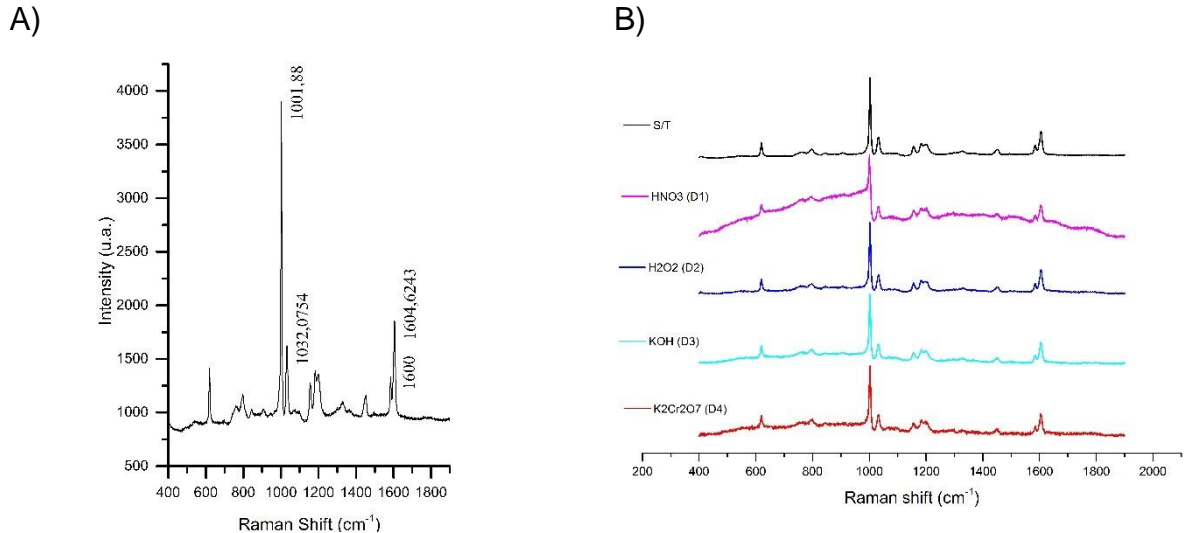 A)
4000
3500
3000
2500
2000
1500
1000
500
Intensity (u.a.)
1001,88
1032,0754
1600
1604,6243
400 600 800 1000 1200 1400 1600 1800
Raman Shift (cm⁻¹)
B)
S/T
HNO3 (D1)
H2O2 (D2)
KOH (D3)
K2Cr2O7 (D4)
200 400 600 800 1000 1200 1400 1600 1800 2000
Raman shift (cm⁻¹)